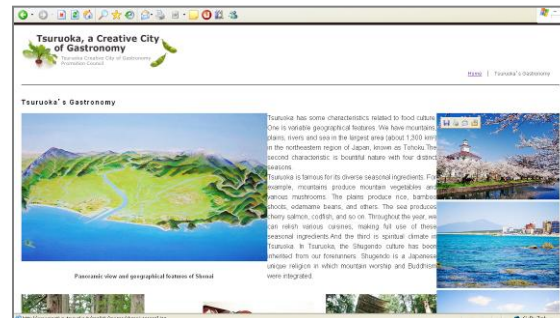 Tsuruoka, a Creative City
of Gastronomy
Tsuruoka Creative City of Gastronomy
Promotion Council
Home | Tsuruoka's Gastronomy
Tsuruoka's Gastronomy
Tsuruoka has some characteristics related to food culture.
One is variable geographical features. We have mountains,
plains, rivers and sea in the largest area (about 1,300 km²)
in the northeastern region of Japan, known as Tohoku.The
second characteristic is bountiful nature with four distinct
seasons.
Tsuruoka is famous for its diverse seasonal ingredients. For
example, mountains produce mountain vegetables and
various mushrooms. The plains produce rice, bamboo
shoots, edamame beans, and others. The sea produces
cherry salmon, codfish, and so on. Throughout the year, we
can relish various cuisines, making full use of these
seasonal ingredients.And the third is spiritual climate in
Tsuruoka. In Tsuruoka, the Shugendo culture has been
inherited from our forerunners. Shugendo is a Japanese
unique religion in which mountain worship and Buddhism
were integrated.
Panoramic view and geographical features of Shonai